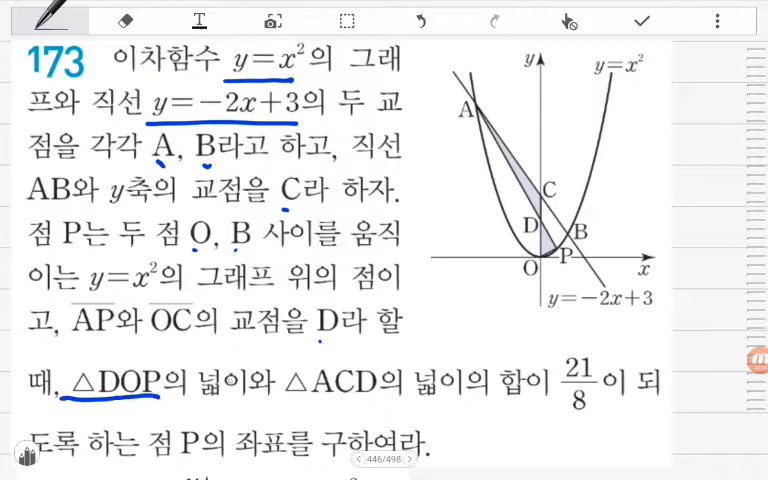 T
173 이차함수 y=x²의 그래
프와 직선 y=-2x+3의 두 교
점을 각각 A, B라고 하고, 직선
AB와 y축의 교점을 C라 하자.
점 P는 두 점 O, B 사이를 움직
이는 y=x²의 그래프 위의 점이
고, AP와 OC의 교점을 D라 할
때, △DOP의 넓이와 △ACD의 넓이의 합이 21/8이 되
도록 하는 점 P의 좌표를 구하여라.
y
y=x²
A
C
D
B
P
O
x
y=-2x+3
446/498